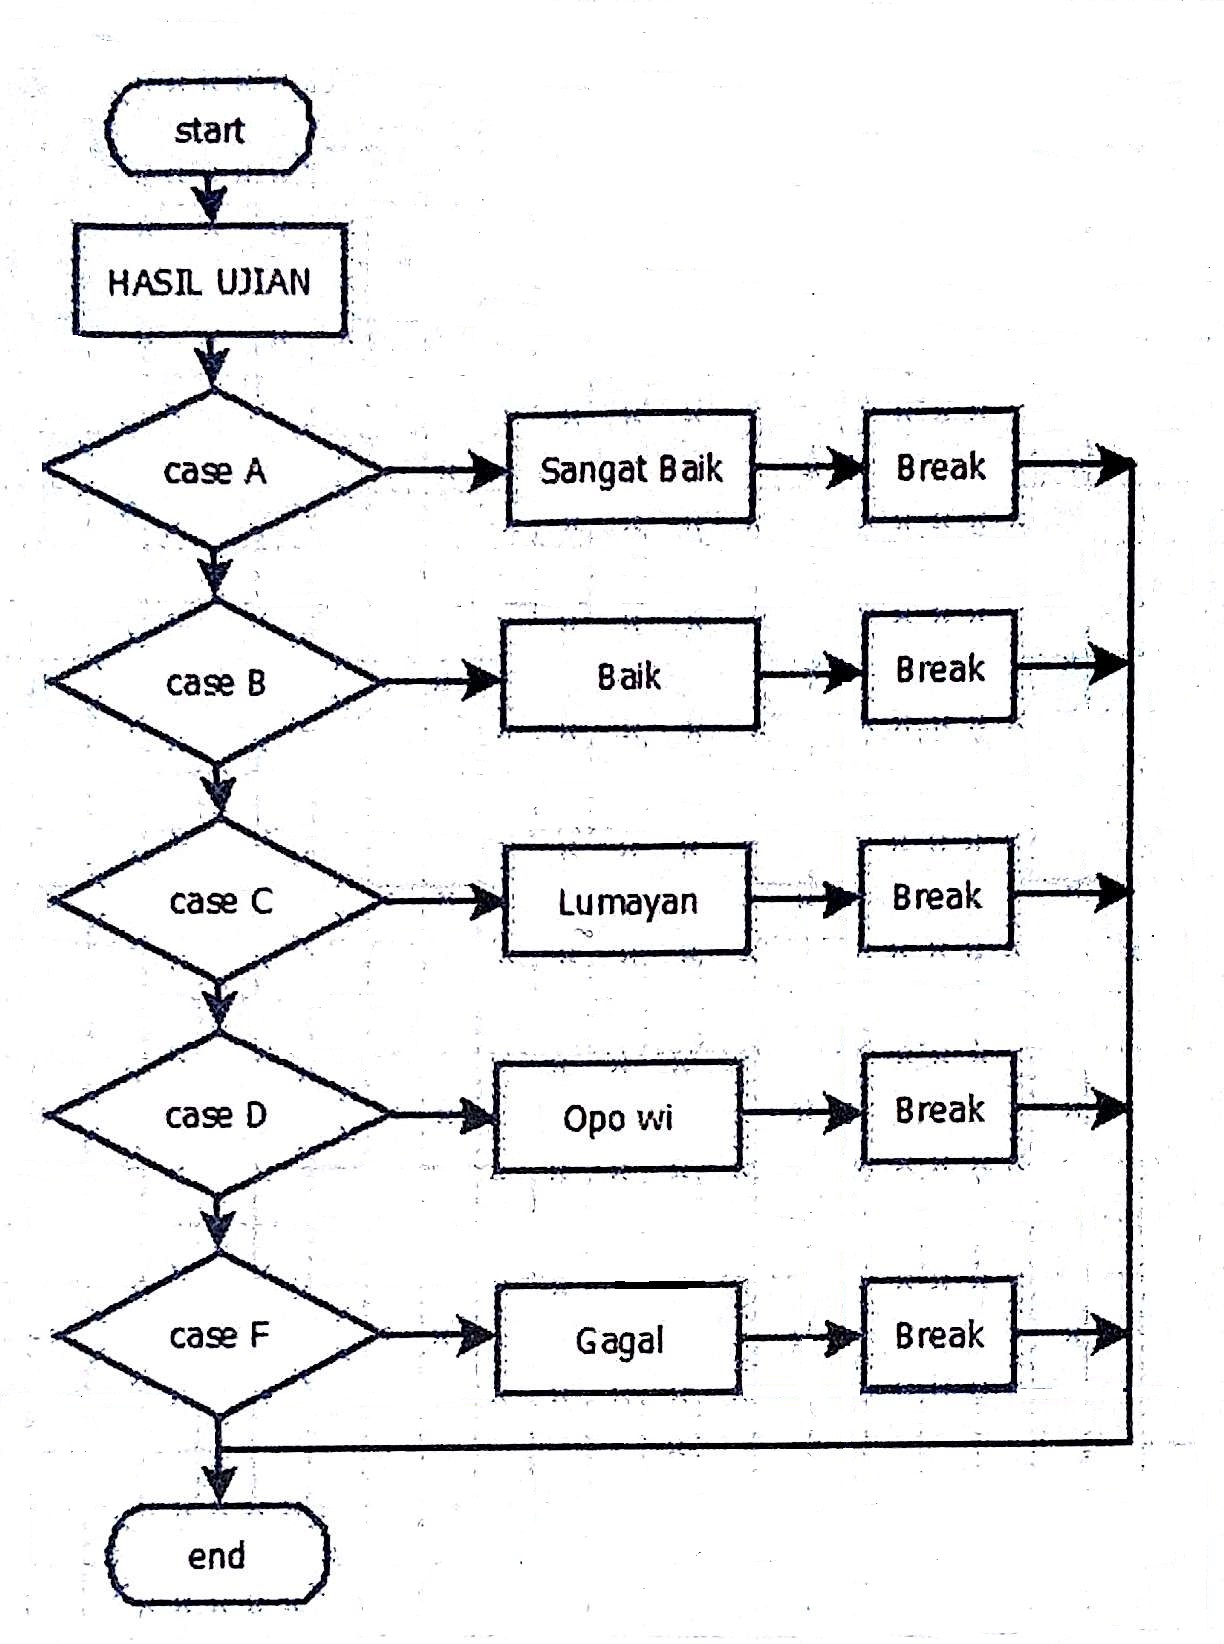 start
HASIL UJIAN
case A
Sangat Baik
Break
case B
Baik
Break
case C
Lumayan
Break
case D
Opo wi
Break
case F
Gagal
Break
end